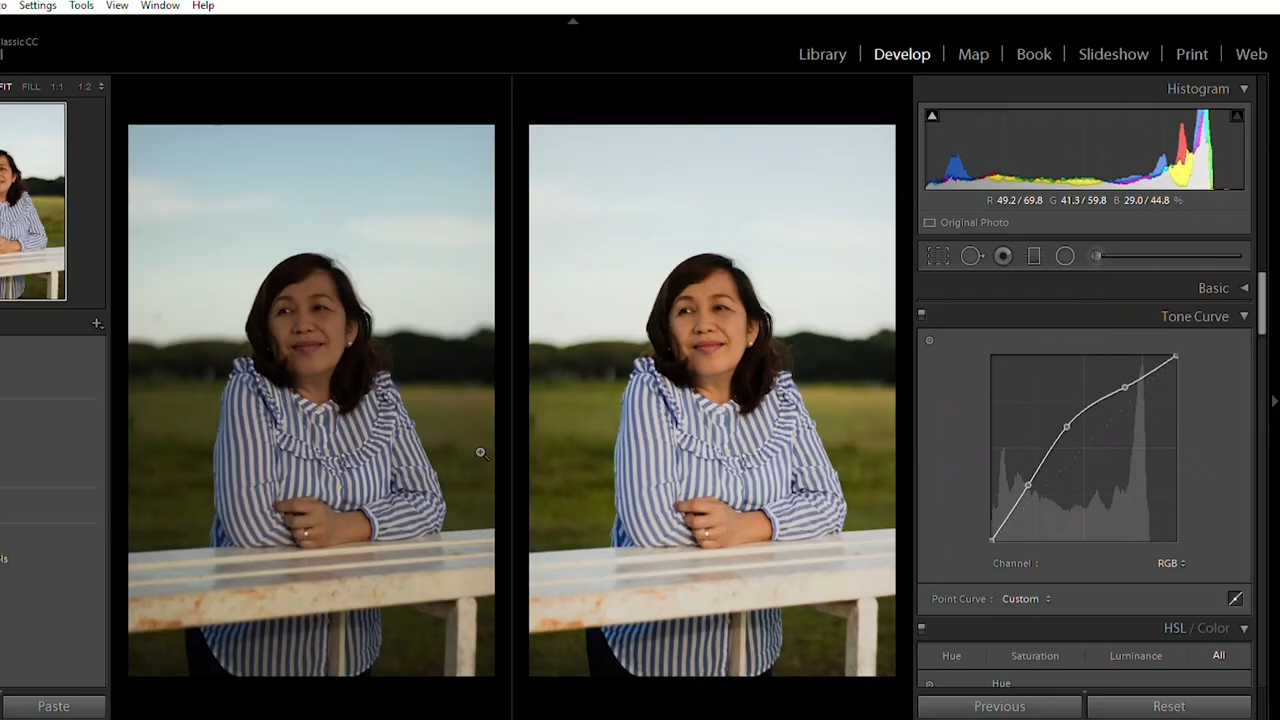 Settings Tools View Window Help
lassic CC
Library | Develop | Map | Book | Slideshow | Print | Web
FIT FILL 1:1 1:2
Histogram
R 49.2 / 69.8 G 41.3 / 59.8 B 29.0 / 44.8 %
Original Photo
Basic
Tone Curve
Channel : RGB
Point Curve : Custom
HSL / Color
Hue Saturation Luminance All
Hue
Paste
Previous Reset